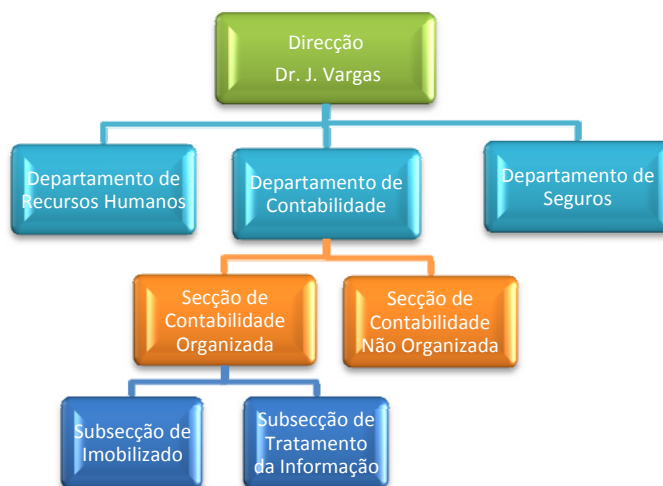 Direcção
Dr. J. Vargas
Departamento de
Recursos Humanos
Departamento de
Contabilidade
Departamento de
Seguros
Secção de
Contabilidade
Organizada
Secção de
Contabilidade
Não Organizada
Subsecção de
Imobilizado
Subsecção de
Tratamento
da Informação